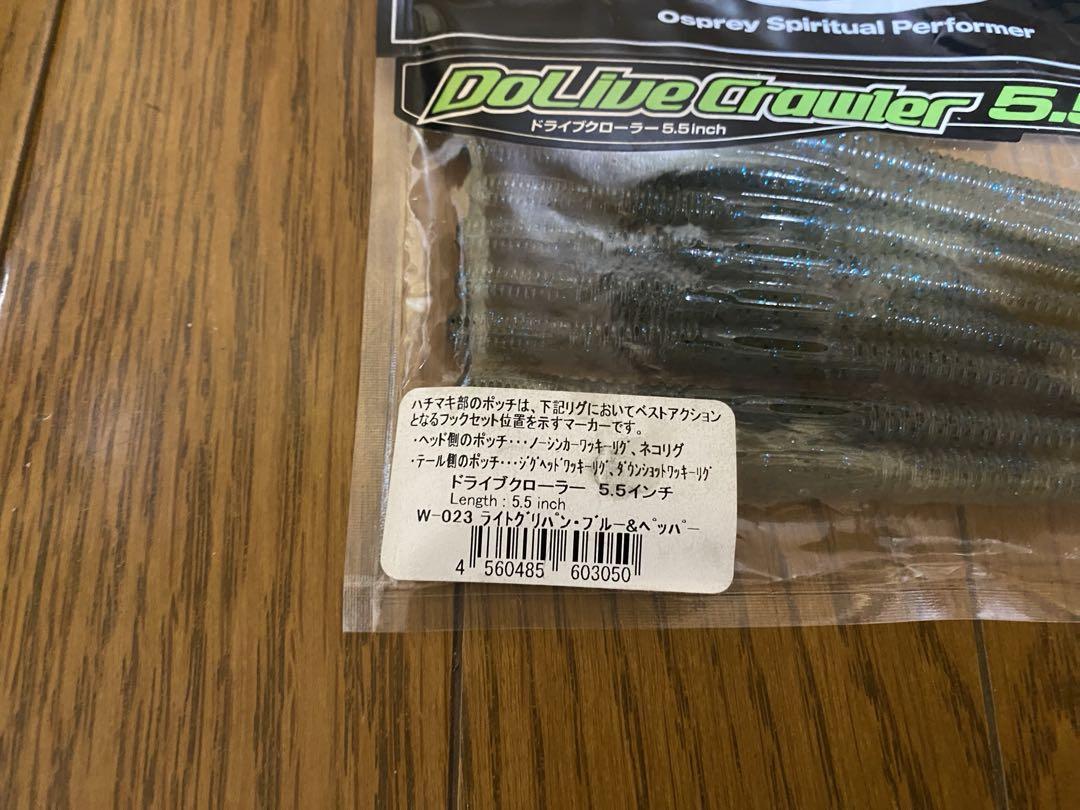 Osprey Spiritual Performer
DoLive Crawler 5.5
ドライブクローラー5.5inch
ハチマキ部のポッチは、下記リグにおいてベストアクション
となるフックセット位置を示すマーカーです。
・ヘッド側のポッチ・・・ノーシンカーワッキーリグ、ネコリグ
・テール側のポッチ・・・ジグヘッドワッキーリグ、ダウンショットワッキーリグ
ドライブクローラー 5.5インチ
Length : 5.5 inch
W-023 ライトグリパン・ブルー&ペッパー
4 560485 603050